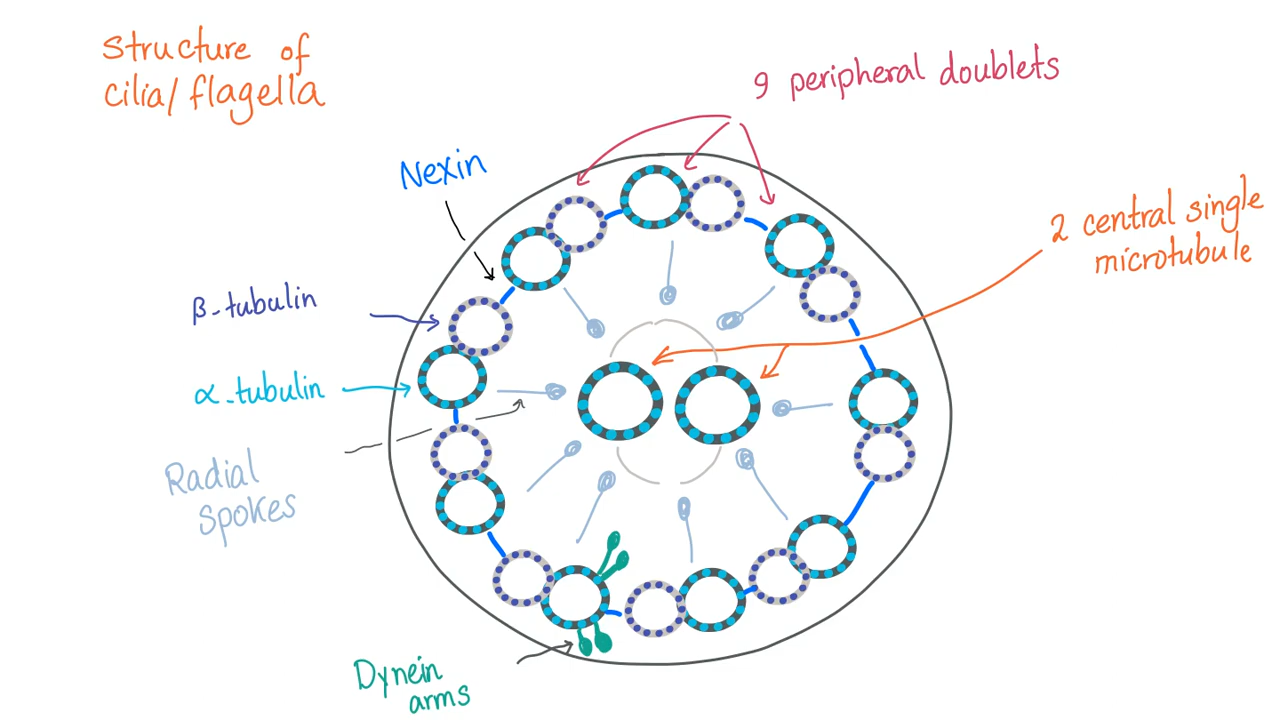 Structure of
cilia/flagella
9 peripheral doublets
Nexin
2 central single
microtubule
β-tubulin
α-tubulin
Radial
spokes
Dynein
arms